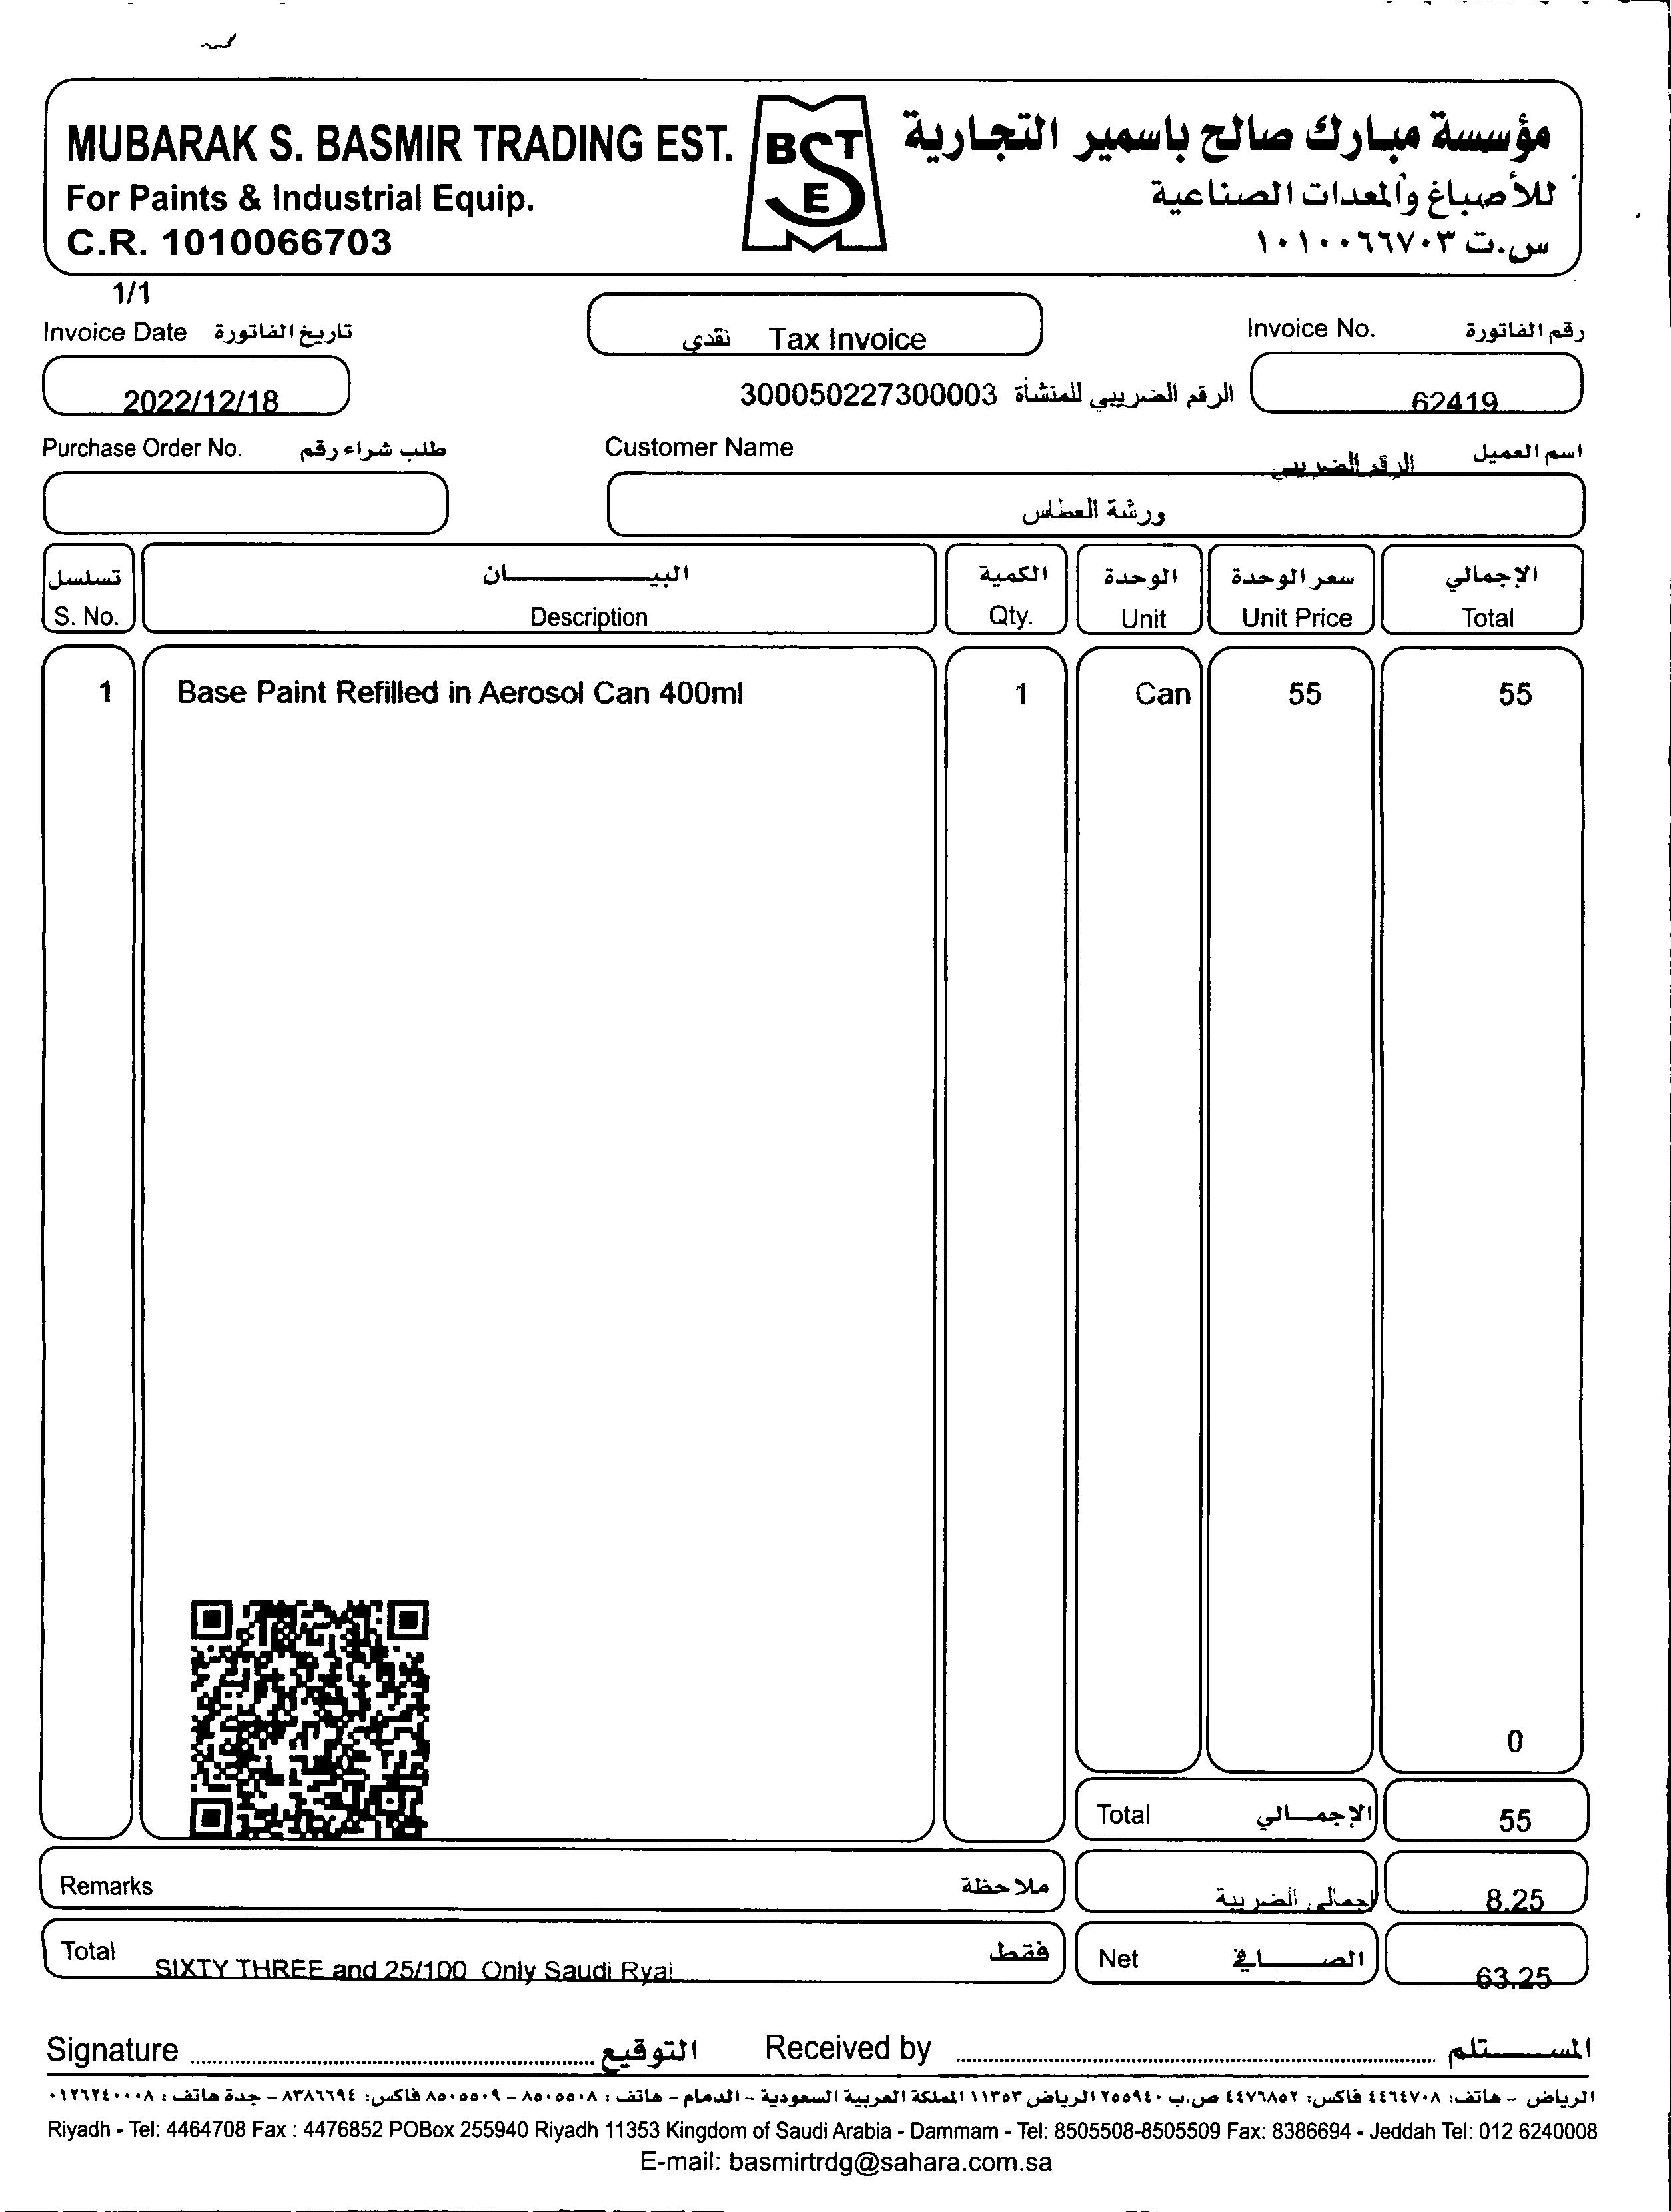 MUBARAK S. BASMIR TRADING EST.
For Paints & Industrial Equip.
C.R. 1010066703
BSTE
مؤسسة مبارك صالح باسمير التجارية
للأصباغ والمعدات الصناعية
س.ت ١٠١٠٠٦٦٧٠٣
1/1
Invoice Date تاريخ الفاتورة
2022/12/18
Tax Invoice نقدي
300050227300003 الرقم الضريبي للمنشأة
Invoice No. رقم الفاتورة
62419
Purchase Order No. طلب شراء رقم
Customer Name الرقم الضريبي اسم العميل
ورشة العطاس
تسلسل البيـــــان الكمية الوحدة سعر الوحدة الإجمالي
S. No. Description Qty. Unit Unit Price Total
1 Base Paint Refilled in Aerosol Can 400ml 1 Can 55 55
0
Total الإجمـــالي 55
Remarks ملاحظة اجمالي الضريبة 8.25
Total SIXTY THREE and 25/100 Only Saudi Ryal فقط Net الصـــافي 63.25
Signature التوقيع Received by المســـتلم
الرياض - هاتف: ٤٤٦٤٧٠٨ فاكس: ٤٤٧٦٨٥٢ ص.ب ٢٥٥٩٤٠ الرياض ١١٣٥٣ المملكة العربية السعودية - الدمام - هاتف : ٨٥٠٥٥٠٨ - ٨٥٠٥٥٠٩ فاكس: ٨٣٨٦٦٩٤ - جدة هاتف : ٠١٢٦٢٤٠٠٠٨
Riyadh - Tel: 4464708 Fax : 4476852 POBox 255940 Riyadh 11353 Kingdom of Saudi Arabia - Dammam - Tel: 8505508-8505509 Fax: 8386694 - Jeddah Tel: 012 6240008
E-mail: basmirtrdg@sahara.com.sa